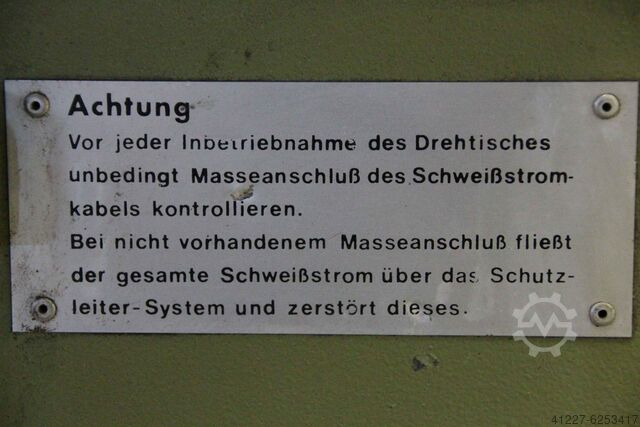 Achtung
Vor jeder Inbetriebnahme des Drehtisches
unbedingt Masseanschluß des Schweißstrom-
kabels kontrollieren.
Bei nicht vorhandenem Masseanschluß fließt
der gesamte Schweißstrom über das Schutz-
leiter-System und zerstört dieses.
41227-6253417